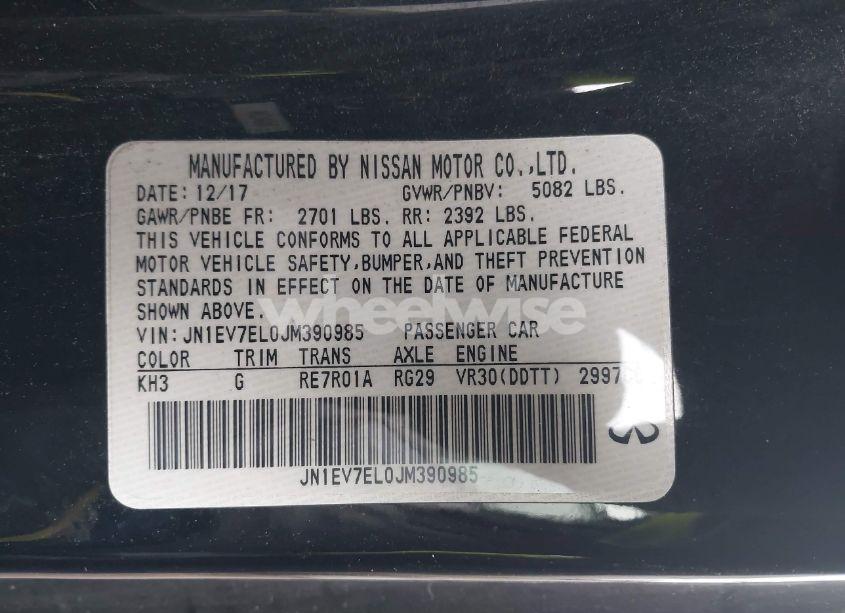 MANUFACTURED BY NISSAN MOTOR CO.,LTD.
DATE: 12/17 GVWR/PNBV: 5082 LBS.
GAWR/PNBE FR: 2701 LBS. RR: 2392 LBS.
THIS VEHICLE CONFORMS TO ALL APPLICABLE FEDERAL
MOTOR VEHICLE SAFETY,BUMPER,AND THEFT PREVENTION
STANDARDS IN EFFECT ON THE DATE OF MANUFACTURE
SHOWN ABOVE.
wheelwise
VIN:JN1EV7EL0JM390985 PASSENGER CAR
COLOR TRIM TRANS AXLE ENGINE
KH3 G RE7R01A RG29 VR30(DDTT) 2997CC
JN1EV7EL0JM390985